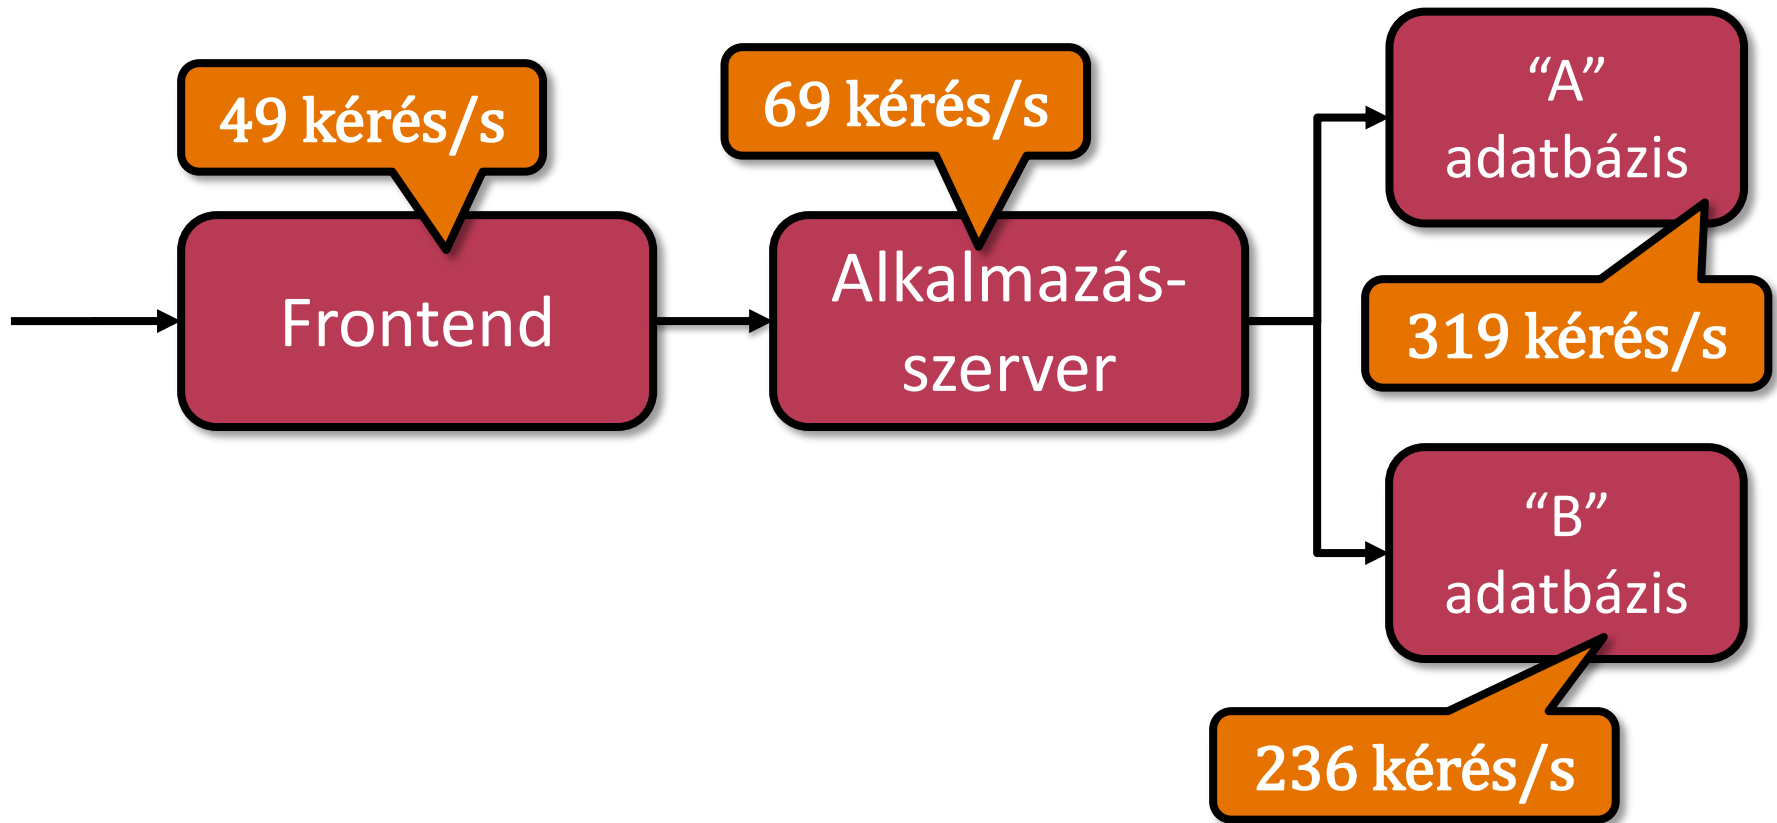 49 kérés/s
Frontend
69 kérés/s
Alkalmazás-
szerver
“A”
adatbázis
319 kérés/s
“B”
adatbázis
236 kérés/s